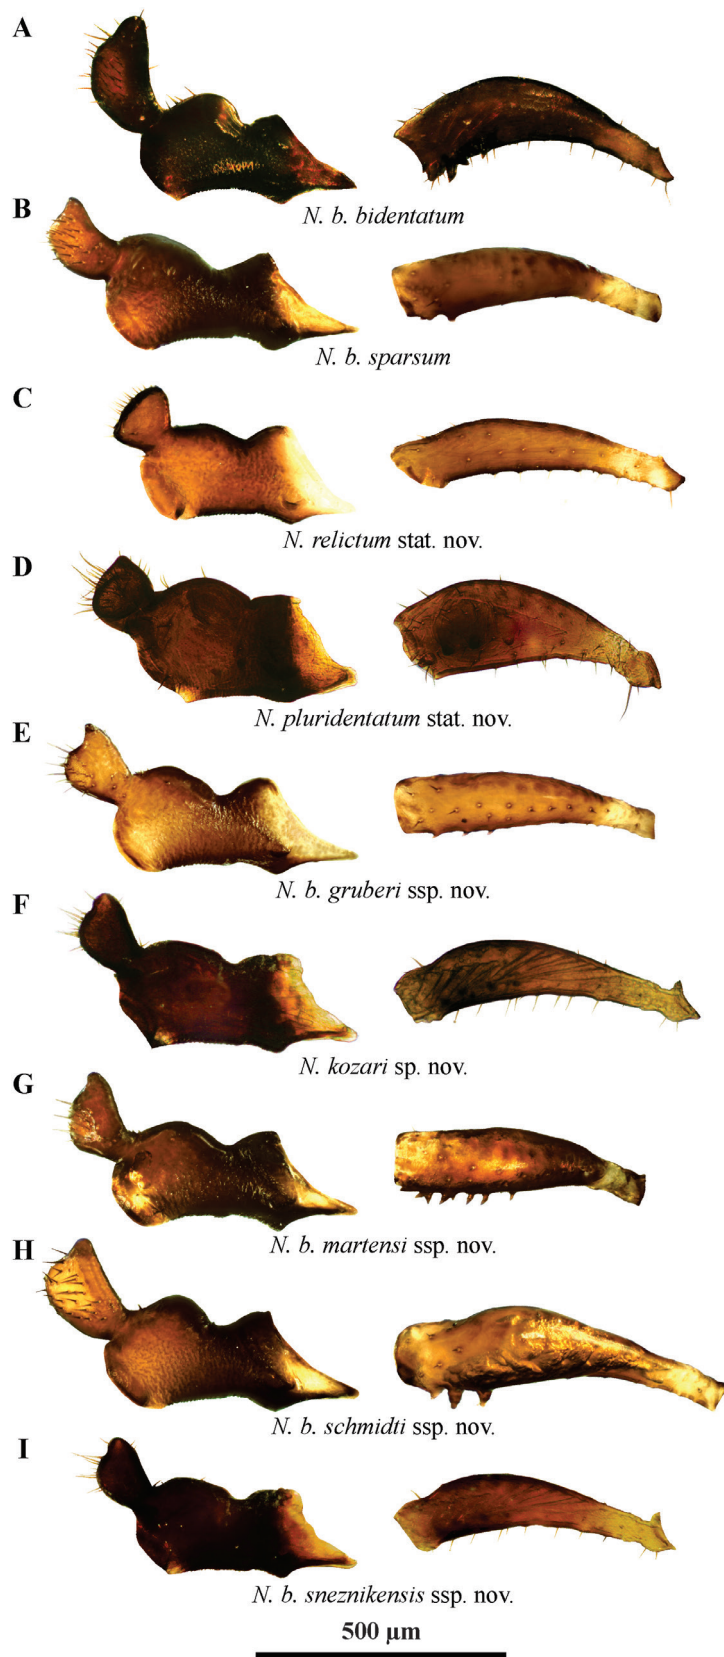 A
N. b. bidentatum
B
N. b. sparsum
C
N. relictum stat. nov.
D
N. pluridentatum stat. nov.
E
N. b. gruberi ssp. nov.
F
N. kozari sp. nov.
G
N. b. martensi ssp. nov.
H
N. b. schmidti ssp. nov.
I
N. b. sneznikensis ssp. nov.
500 µm